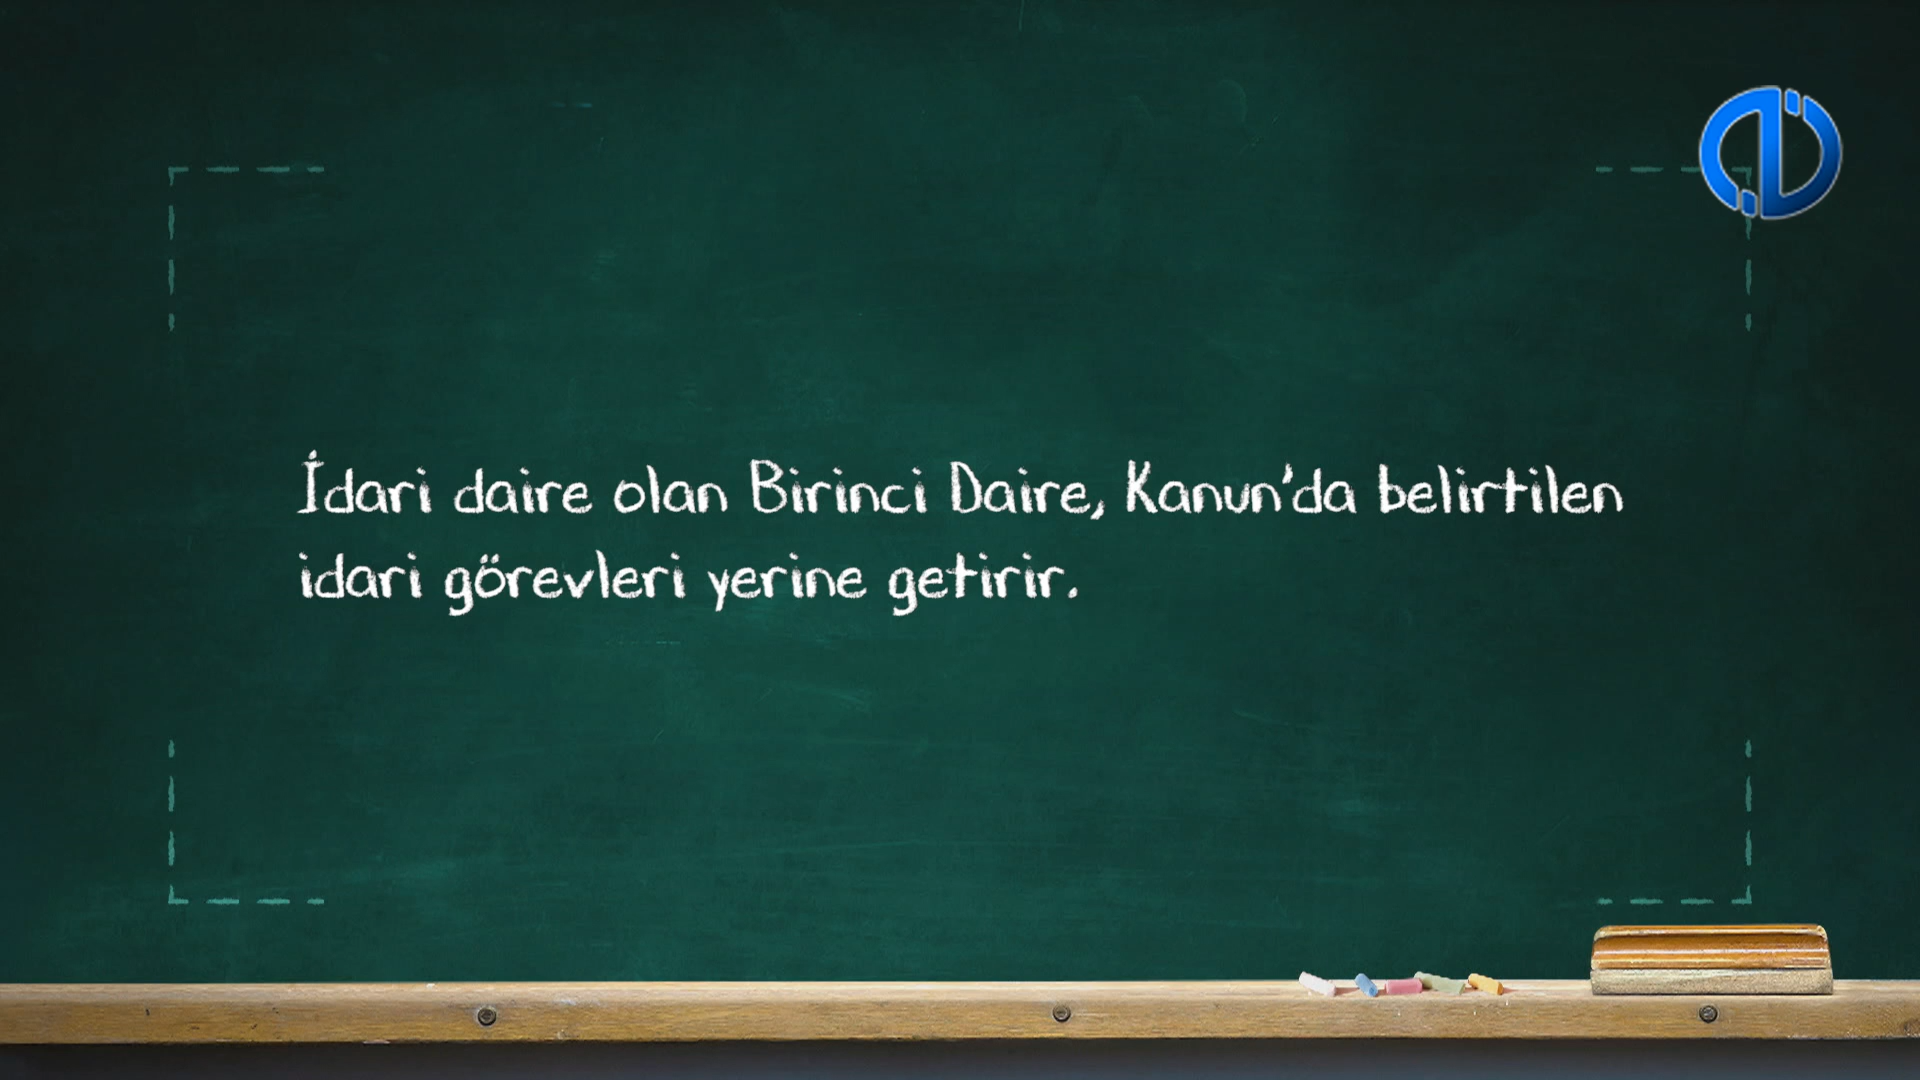 İdari daire olan Birinci Daire, Kanun'da belirtilen
idari görevleri yerine getirir.